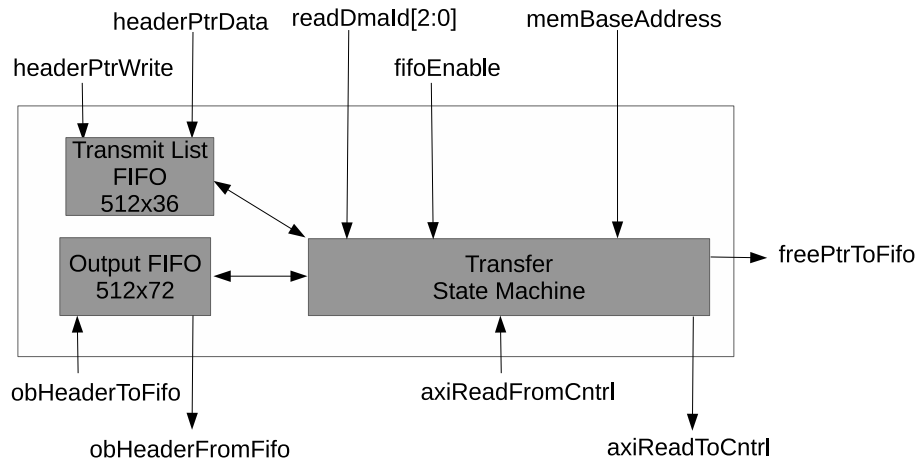 headerPtrData
readDmaId[2:0]
memBaseAddress
headerPtrWrite
fifoEnable
Transmit List
FIFO
512x36
Output FIFO
512x72
Transfer
State Machine
freePtrToFifo
obHeaderToFifo
axiReadFromCntrl
obHeaderFromFifo
axiReadToCntrl